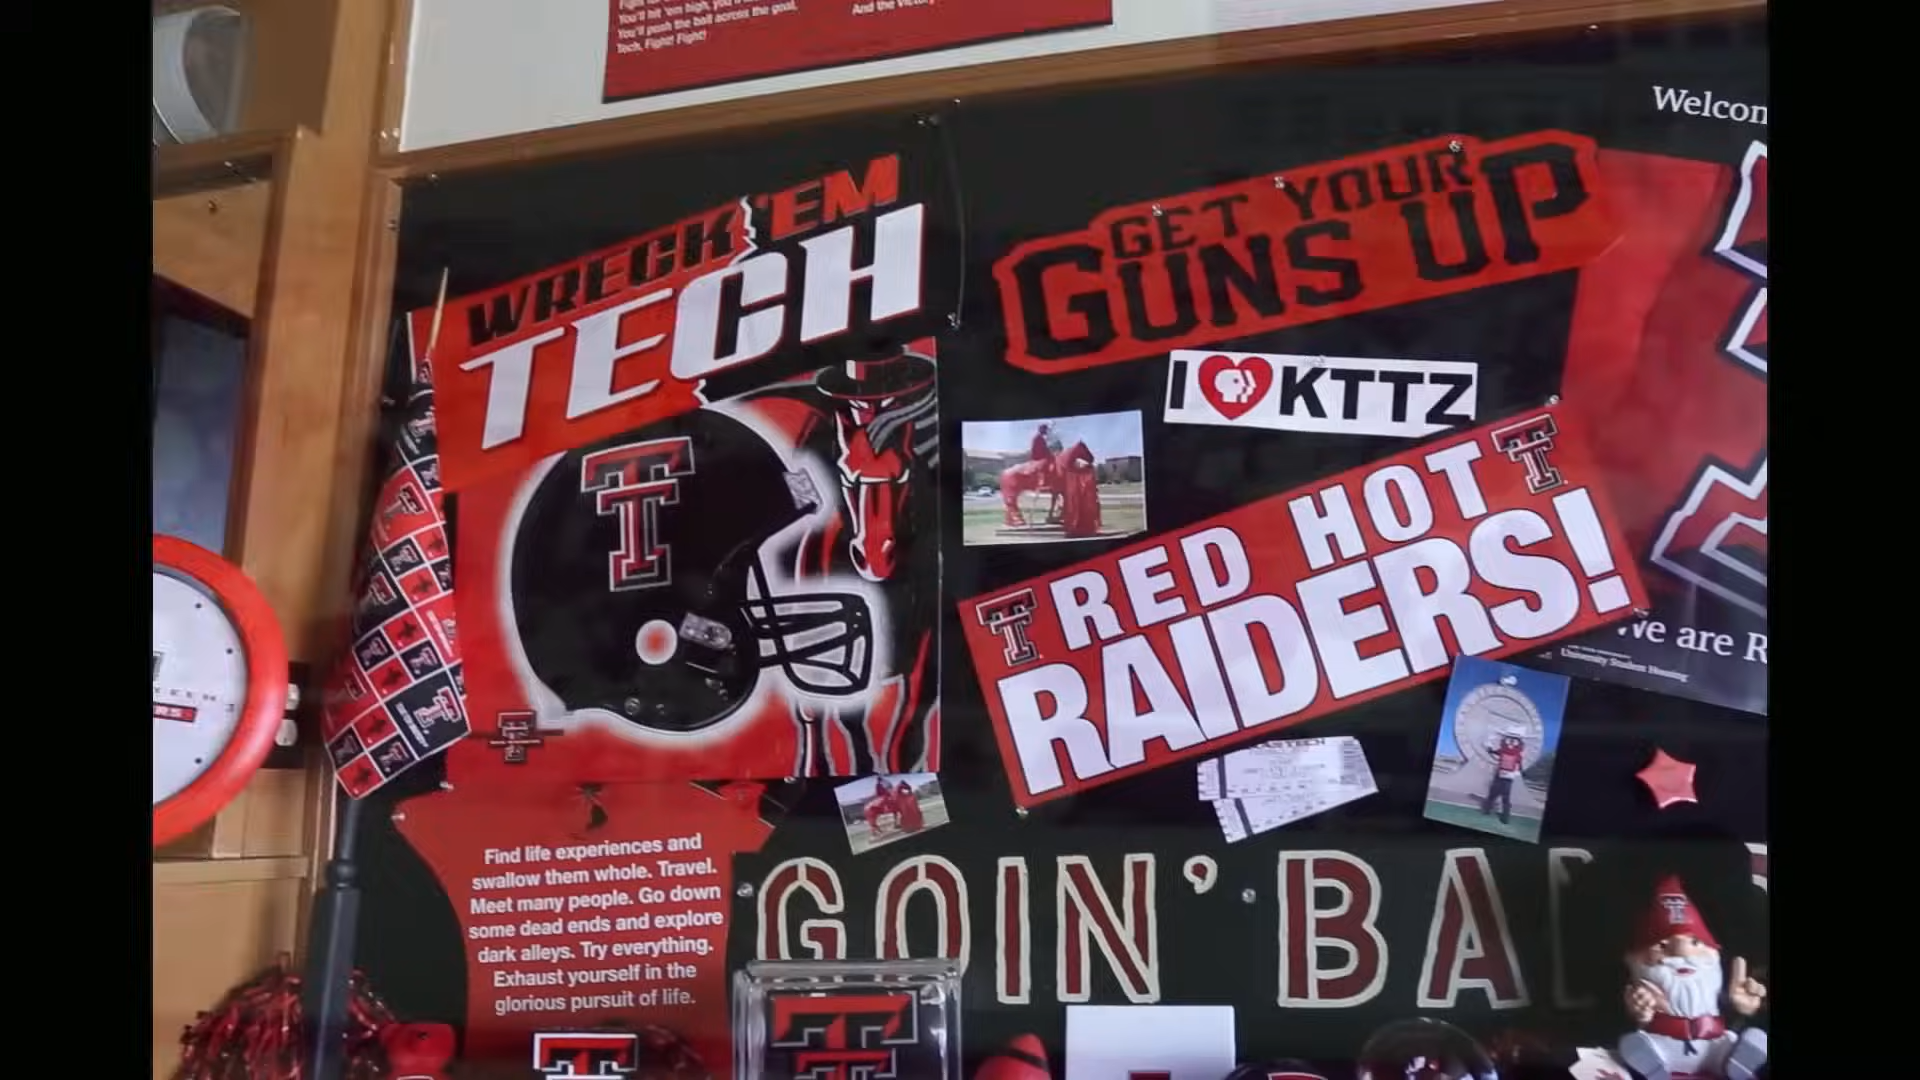 You'll hit 'em high, you'll
You'll push the ball across the goal,
Tech, Fight! Fight!
And the Victory
Welcom
WRECK 'EM
TECH
GET YOUR
GUNS UP
I KTTZ
RED HOT
RAIDERS!
We are R
University Student Housing
Find life experiences and
swallow them whole. Travel.
Meet many people. Go down
some dead ends and explore
dark alleys. Try everything.
Exhaust yourself in the
glorious pursuit of life.
GOIN' BA